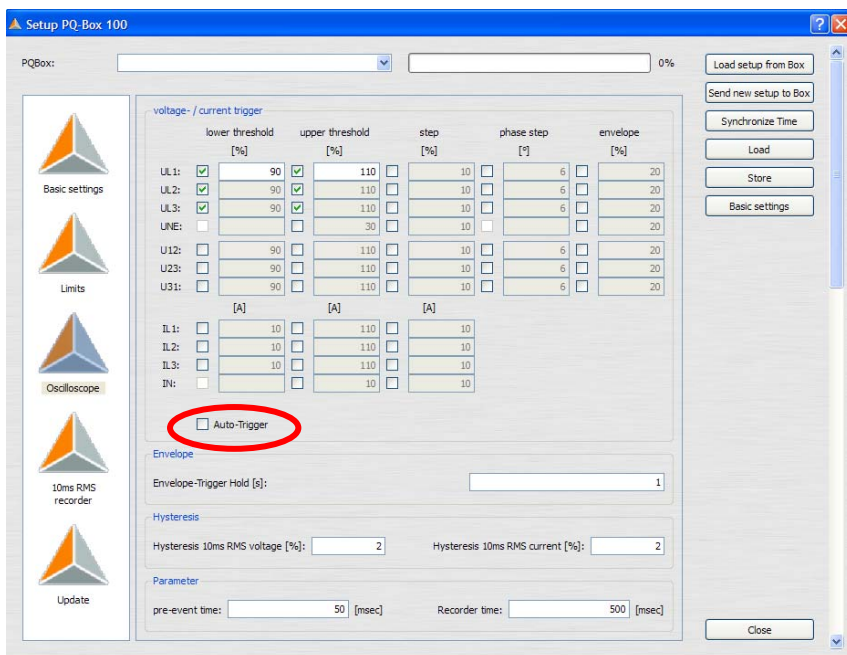 Setup PQ-Box 100
PQBox: 0%
Load setup from Box
Send new setup to Box
Synchronize Time
Load
Store
Basic settings
Basic settings
Limits
Oscilloscope
10ms RMS
recorder
Update
voltage- / current trigger
lower threshold upper threshold step phase step envelope
[%] [%] [%] [°] [%]
UL1: 90 110 10 6 20
UL2: 90 110 10 6 20
UL3: 90 110 10 6 20
UNE: 30 10 20
U12: 90 110 10 6 20
U23: 90 110 10 6 20
U31: 90 110 10 6 20
[A] [A] [A]
IL1: 10 110 10
IL2: 10 110 10
IL3: 10 110 10
IN: 10 10
Auto-Trigger
Envelope
Envelope-Trigger Hold [s]: 1
Hysteresis
Hysteresis 10ms RMS voltage [%]: 2 Hysteresis 10ms RMS current [%]: 2
Parameter
pre-event time: 50 [msec] Recorder time: 500 [msec]
Close